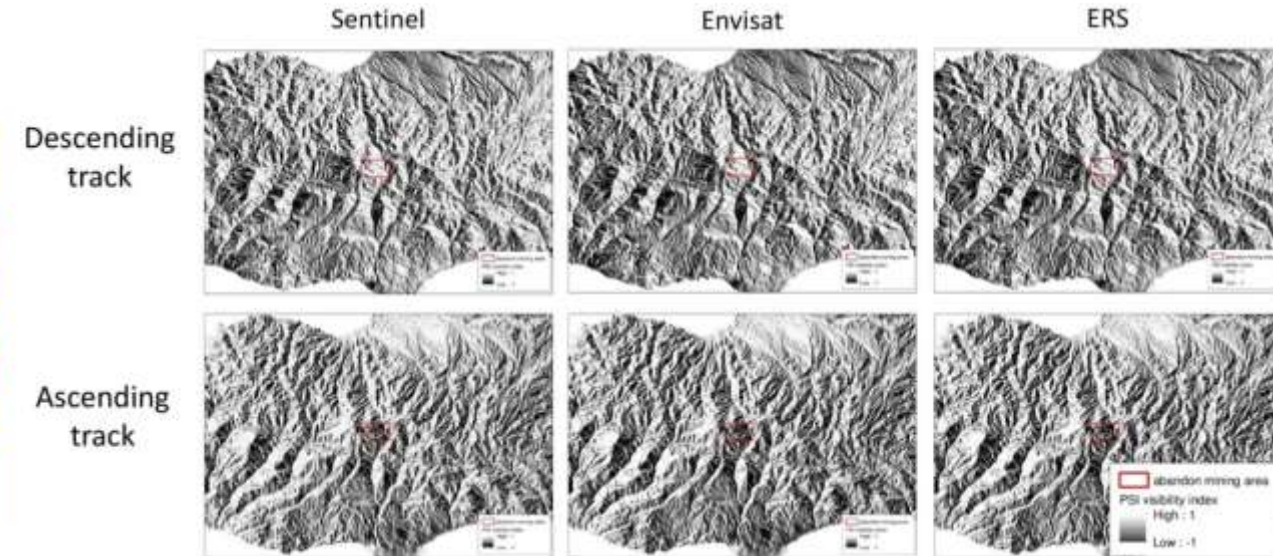 Sentinel
Envisat
ERS
Descending
track
Ascending
track
abandon mining area
PSI visibility index
High : 1
Low : -1